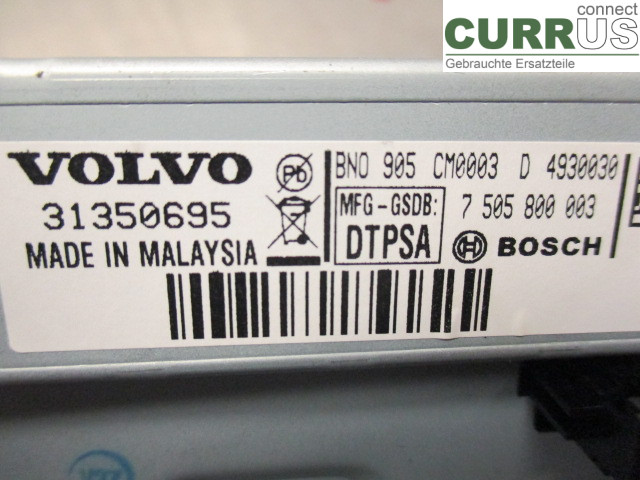 connect
CURRUS
Gebrauchte Ersatzteile
VOLVO
31350695
MADE IN MALAYSIA
Pb
BNO 905 CM0003 D 4930030
MFG-GSDB:
DTPSA
7 505 800 003
BOSCH